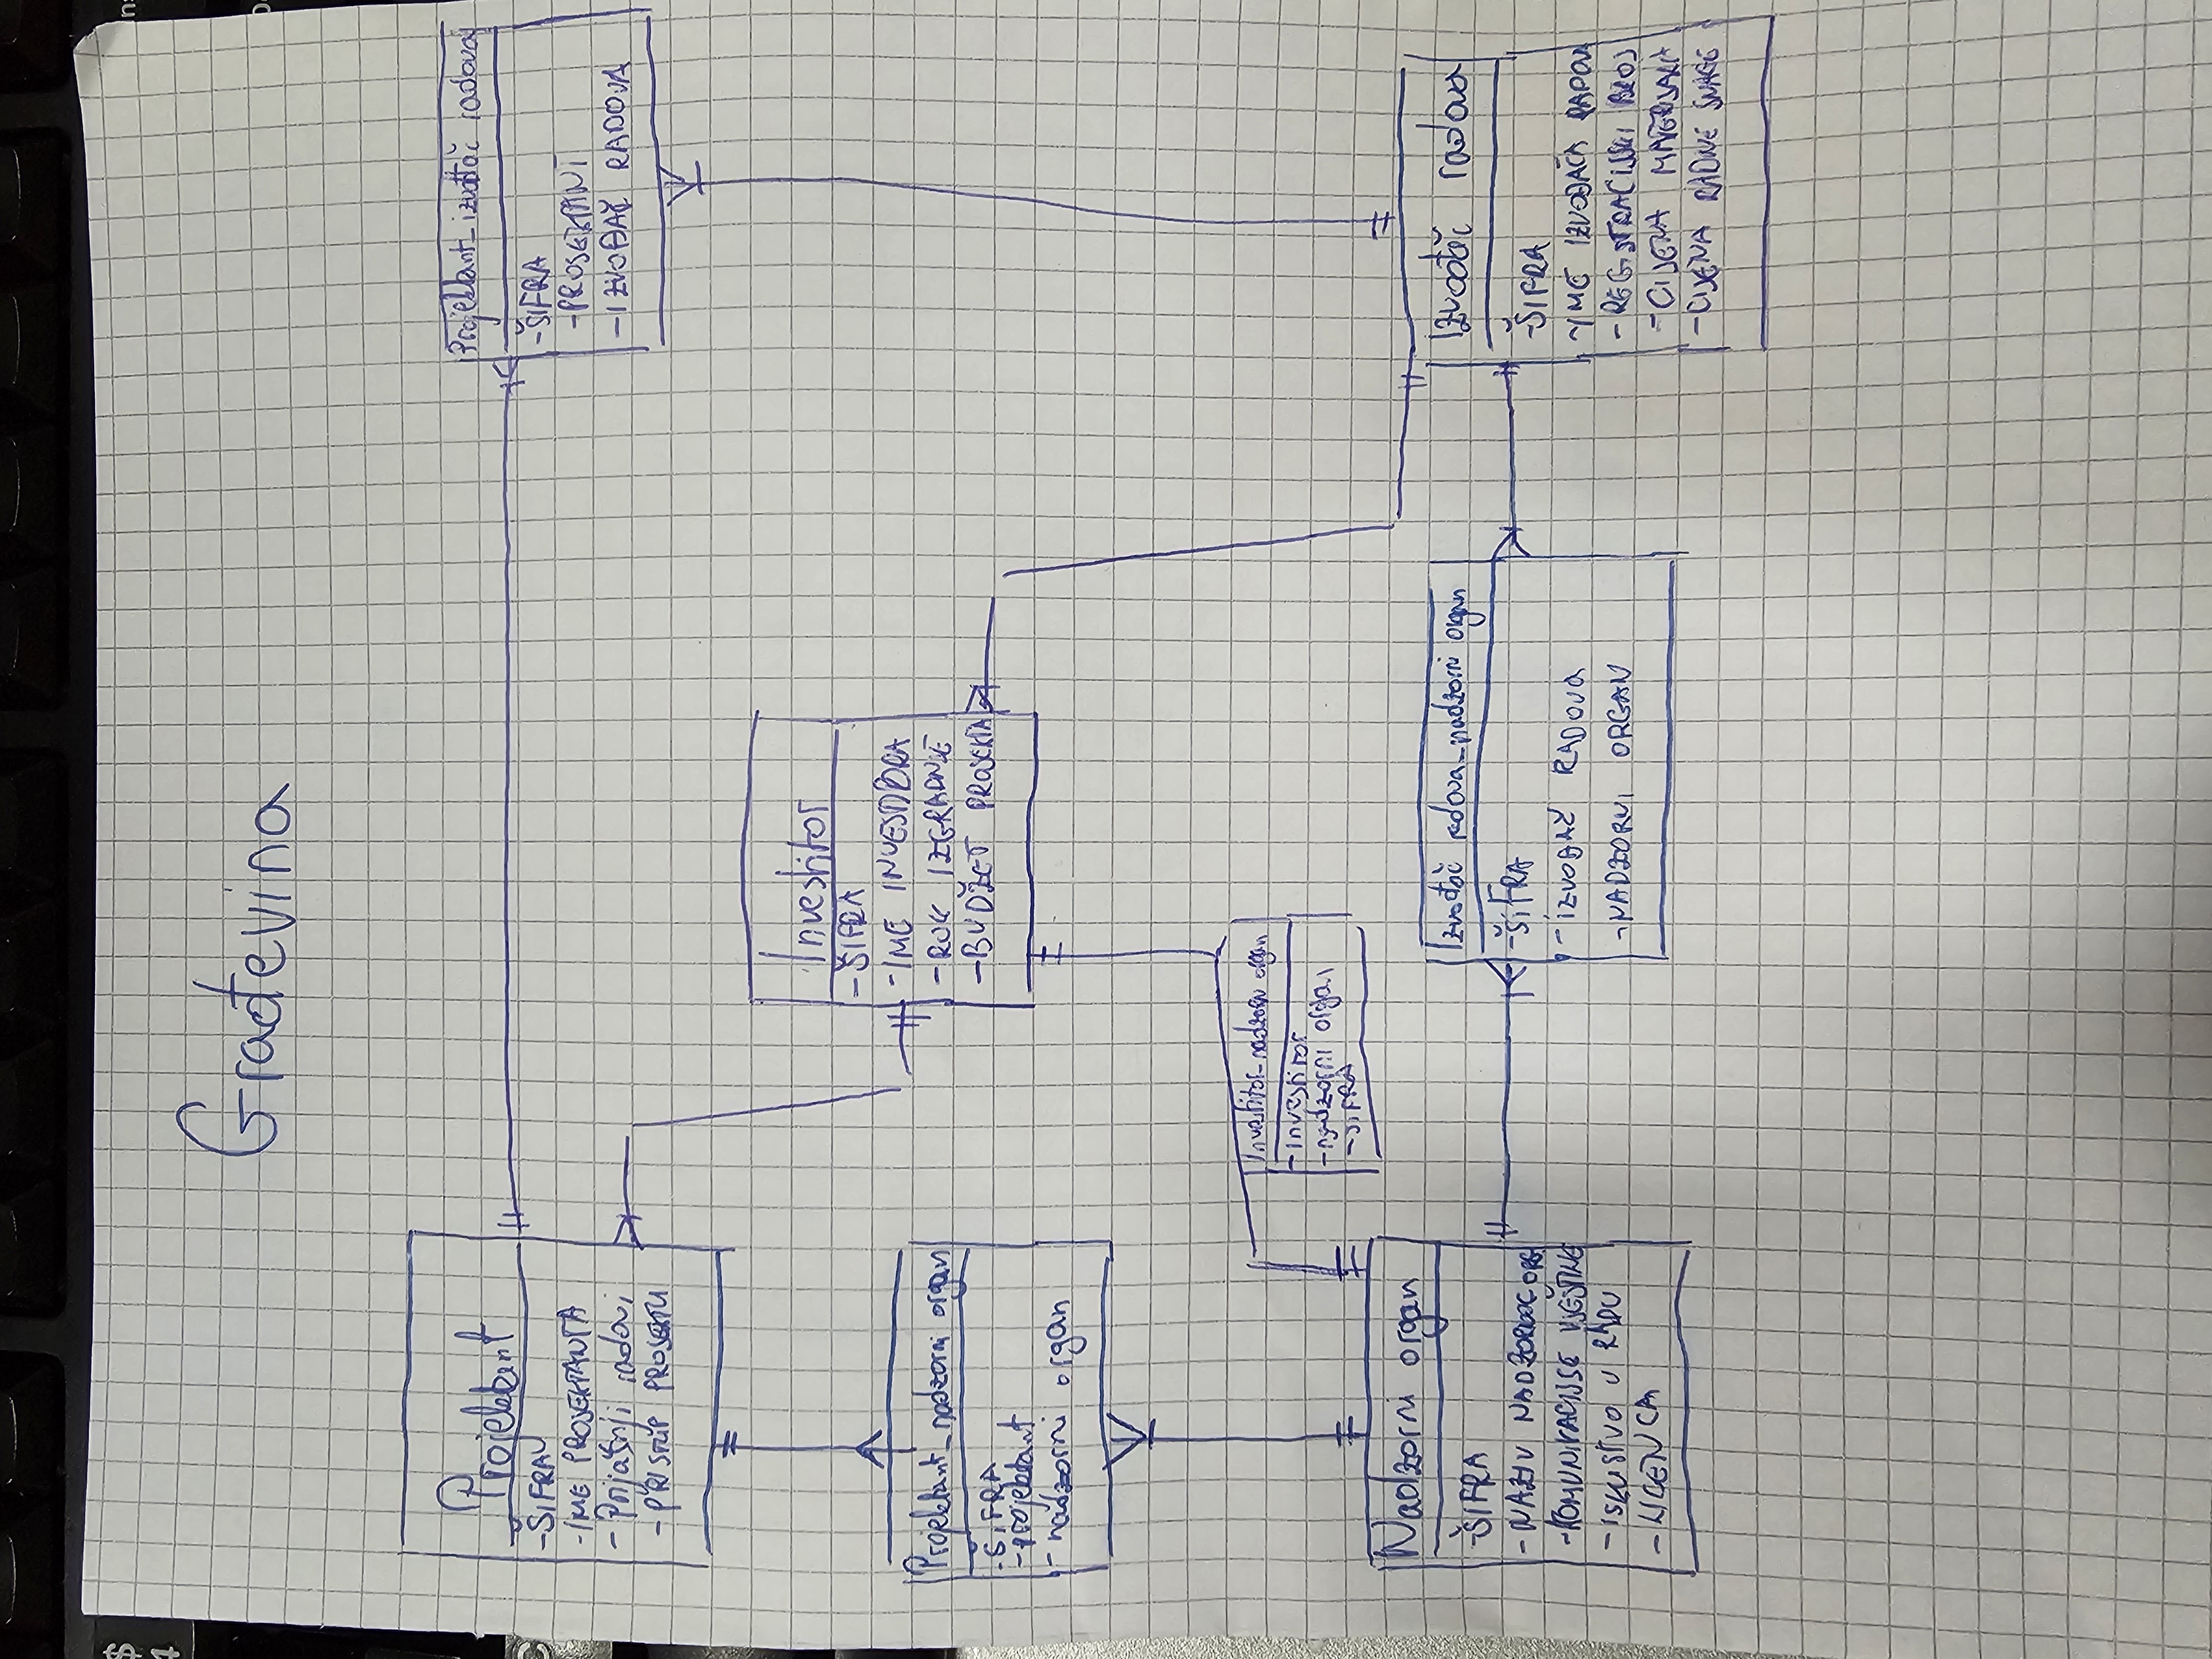 Građevina
Projektant
-ŠIFRA
-IME PROJEKTANTA
- Prijašnji radovi
- PRISTUP PROJEKTU
Projektant_izvođač radova
-ŠIFRA
-PROJEKTANT
-IZVOĐAČ RADOVA
Investitor
-ŠIFRA
-IME INVESTITORA
-ROK IZGRADNJE
-BUDŽET PROJEKTA
Projektant_nadzorni organ
-ŠIFRA
-projektant
- nadzorni organ
Investitor_nadzorni organ
-investitor
-nadzorni organ
-ŠIFRA
Nadzorni organ
-ŠIFRA
-NAZIV NADZORNOG ORG.
-KOMUNIKACIJSKE VJEŠTINE
-ISKUSTVO U RADU
-LICENCA
Izvođač radova_nadzorni organ
-ŠIFRA
-IZVOĐAČ RADOVA
-NADZORNI ORGAN
Izvođač radova
-ŠIFRA
-IME IZVOĐAČA RADOVA
-REGISTRACIJSKI BROJ
-CIJENA MATERIJALA
-CIJENA RADNE SNAGE